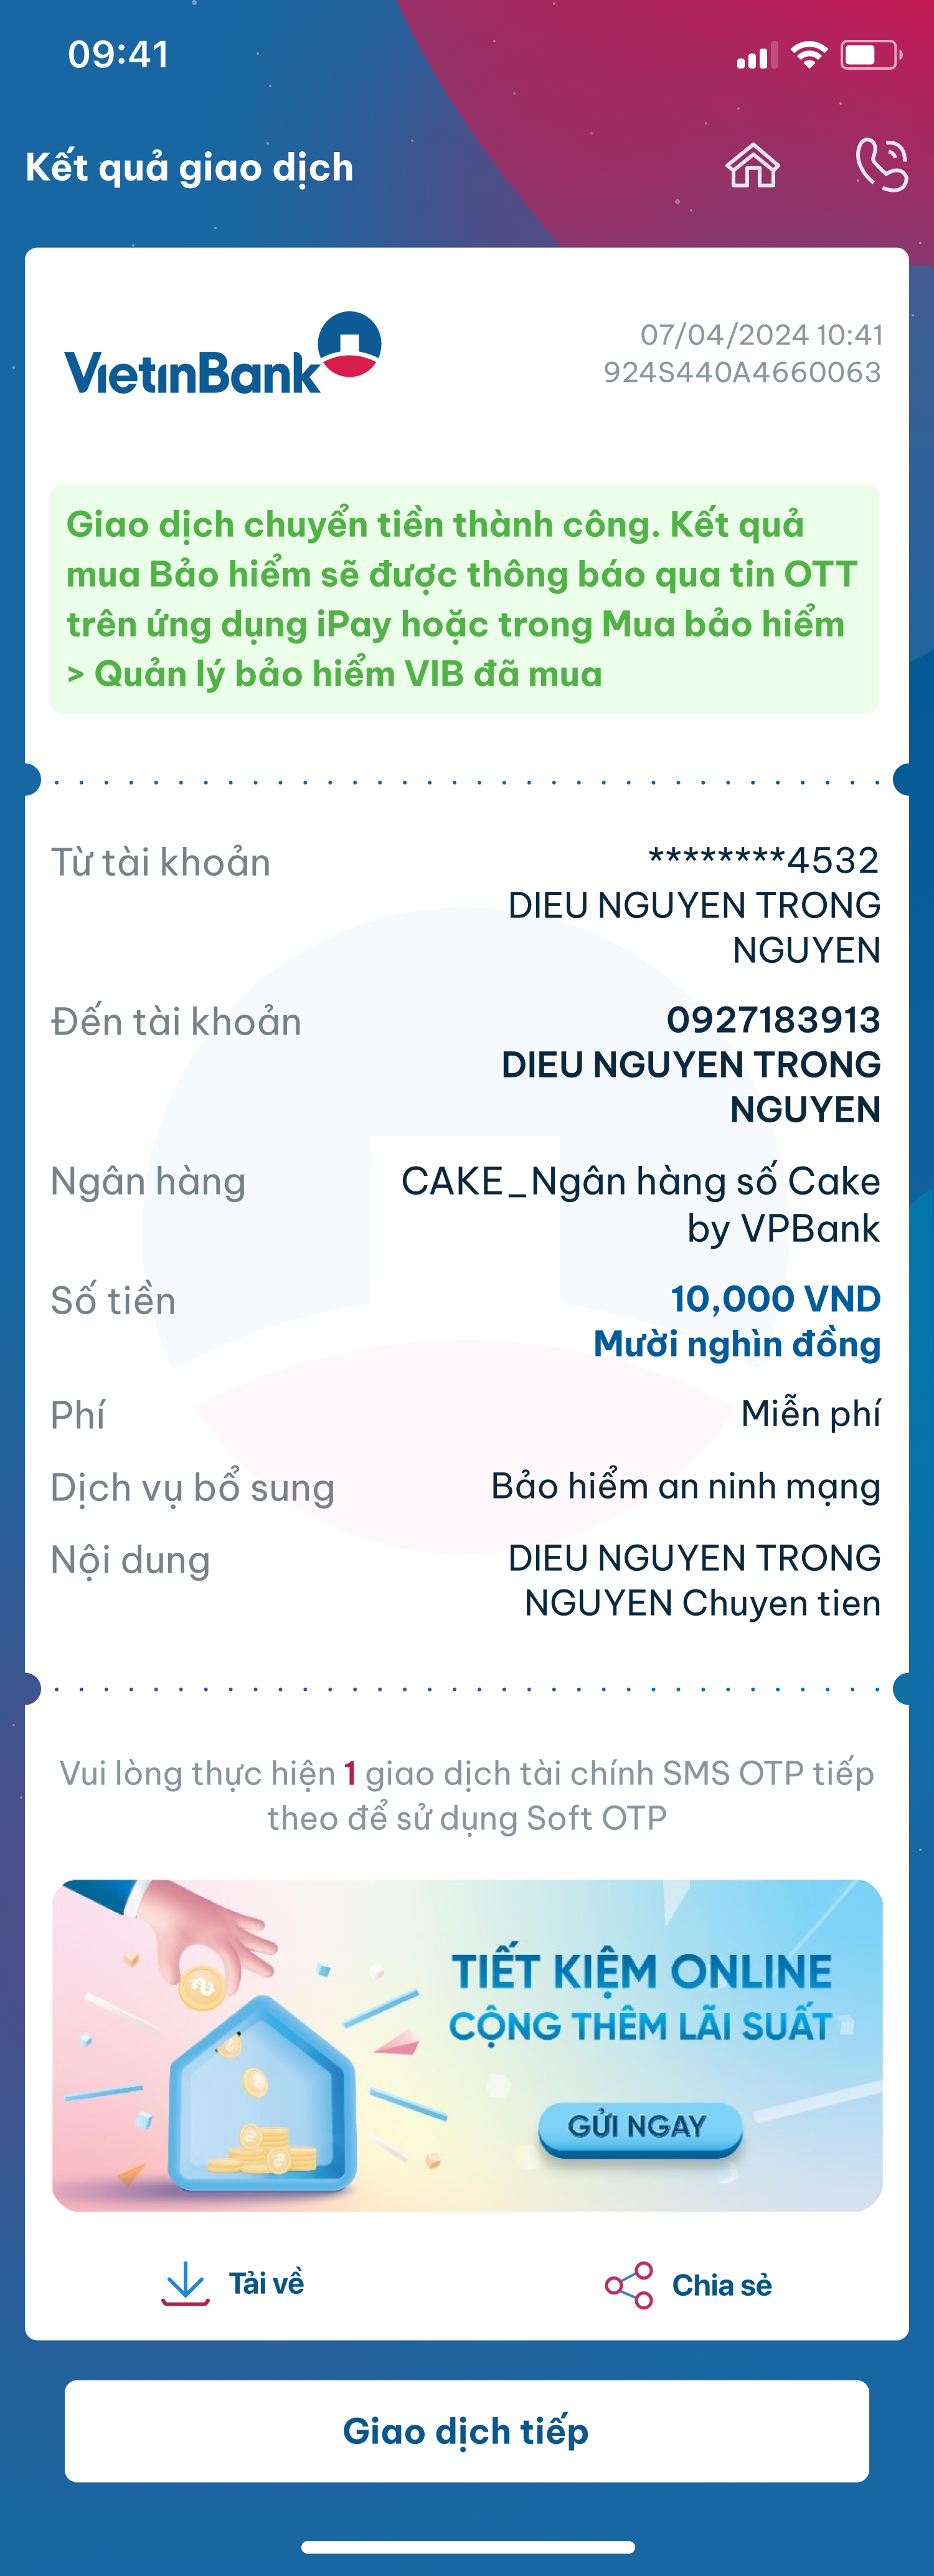 09:41
Kết quả giao dịch
VietinBank
07/04/2024 10:41
924S440A4660063
Giao dịch chuyển tiền thành công. Kết quả
mua Bảo hiểm sẽ được thông báo qua tin OTT
trên ứng dụng iPay hoặc trong Mua bảo hiểm
> Quản lý bảo hiểm VIB đã mua
Từ tài khoản
********4532
DIEU NGUYEN TRONG
NGUYEN
Đến tài khoản
0927183913
DIEU NGUYEN TRONG
NGUYEN
Ngân hàng
CAKE_Ngân hàng số Cake
by VPBank
Số tiền
10,000 VND
Mười nghìn đồng
Phí
Miễn phí
Dịch vụ bổ sung
Bảo hiểm an ninh mạng
Nội dung
DIEU NGUYEN TRONG
NGUYEN Chuyen tien
Vui lòng thực hiện 1 giao dịch tài chính SMS OTP tiếp
theo để sử dụng Soft OTP
TIẾT KIỆM ONLINE
CỘNG THÊM LÃI SUẤT
GỬI NGAY
Tải về
Chia sẻ
Giao dịch tiếp